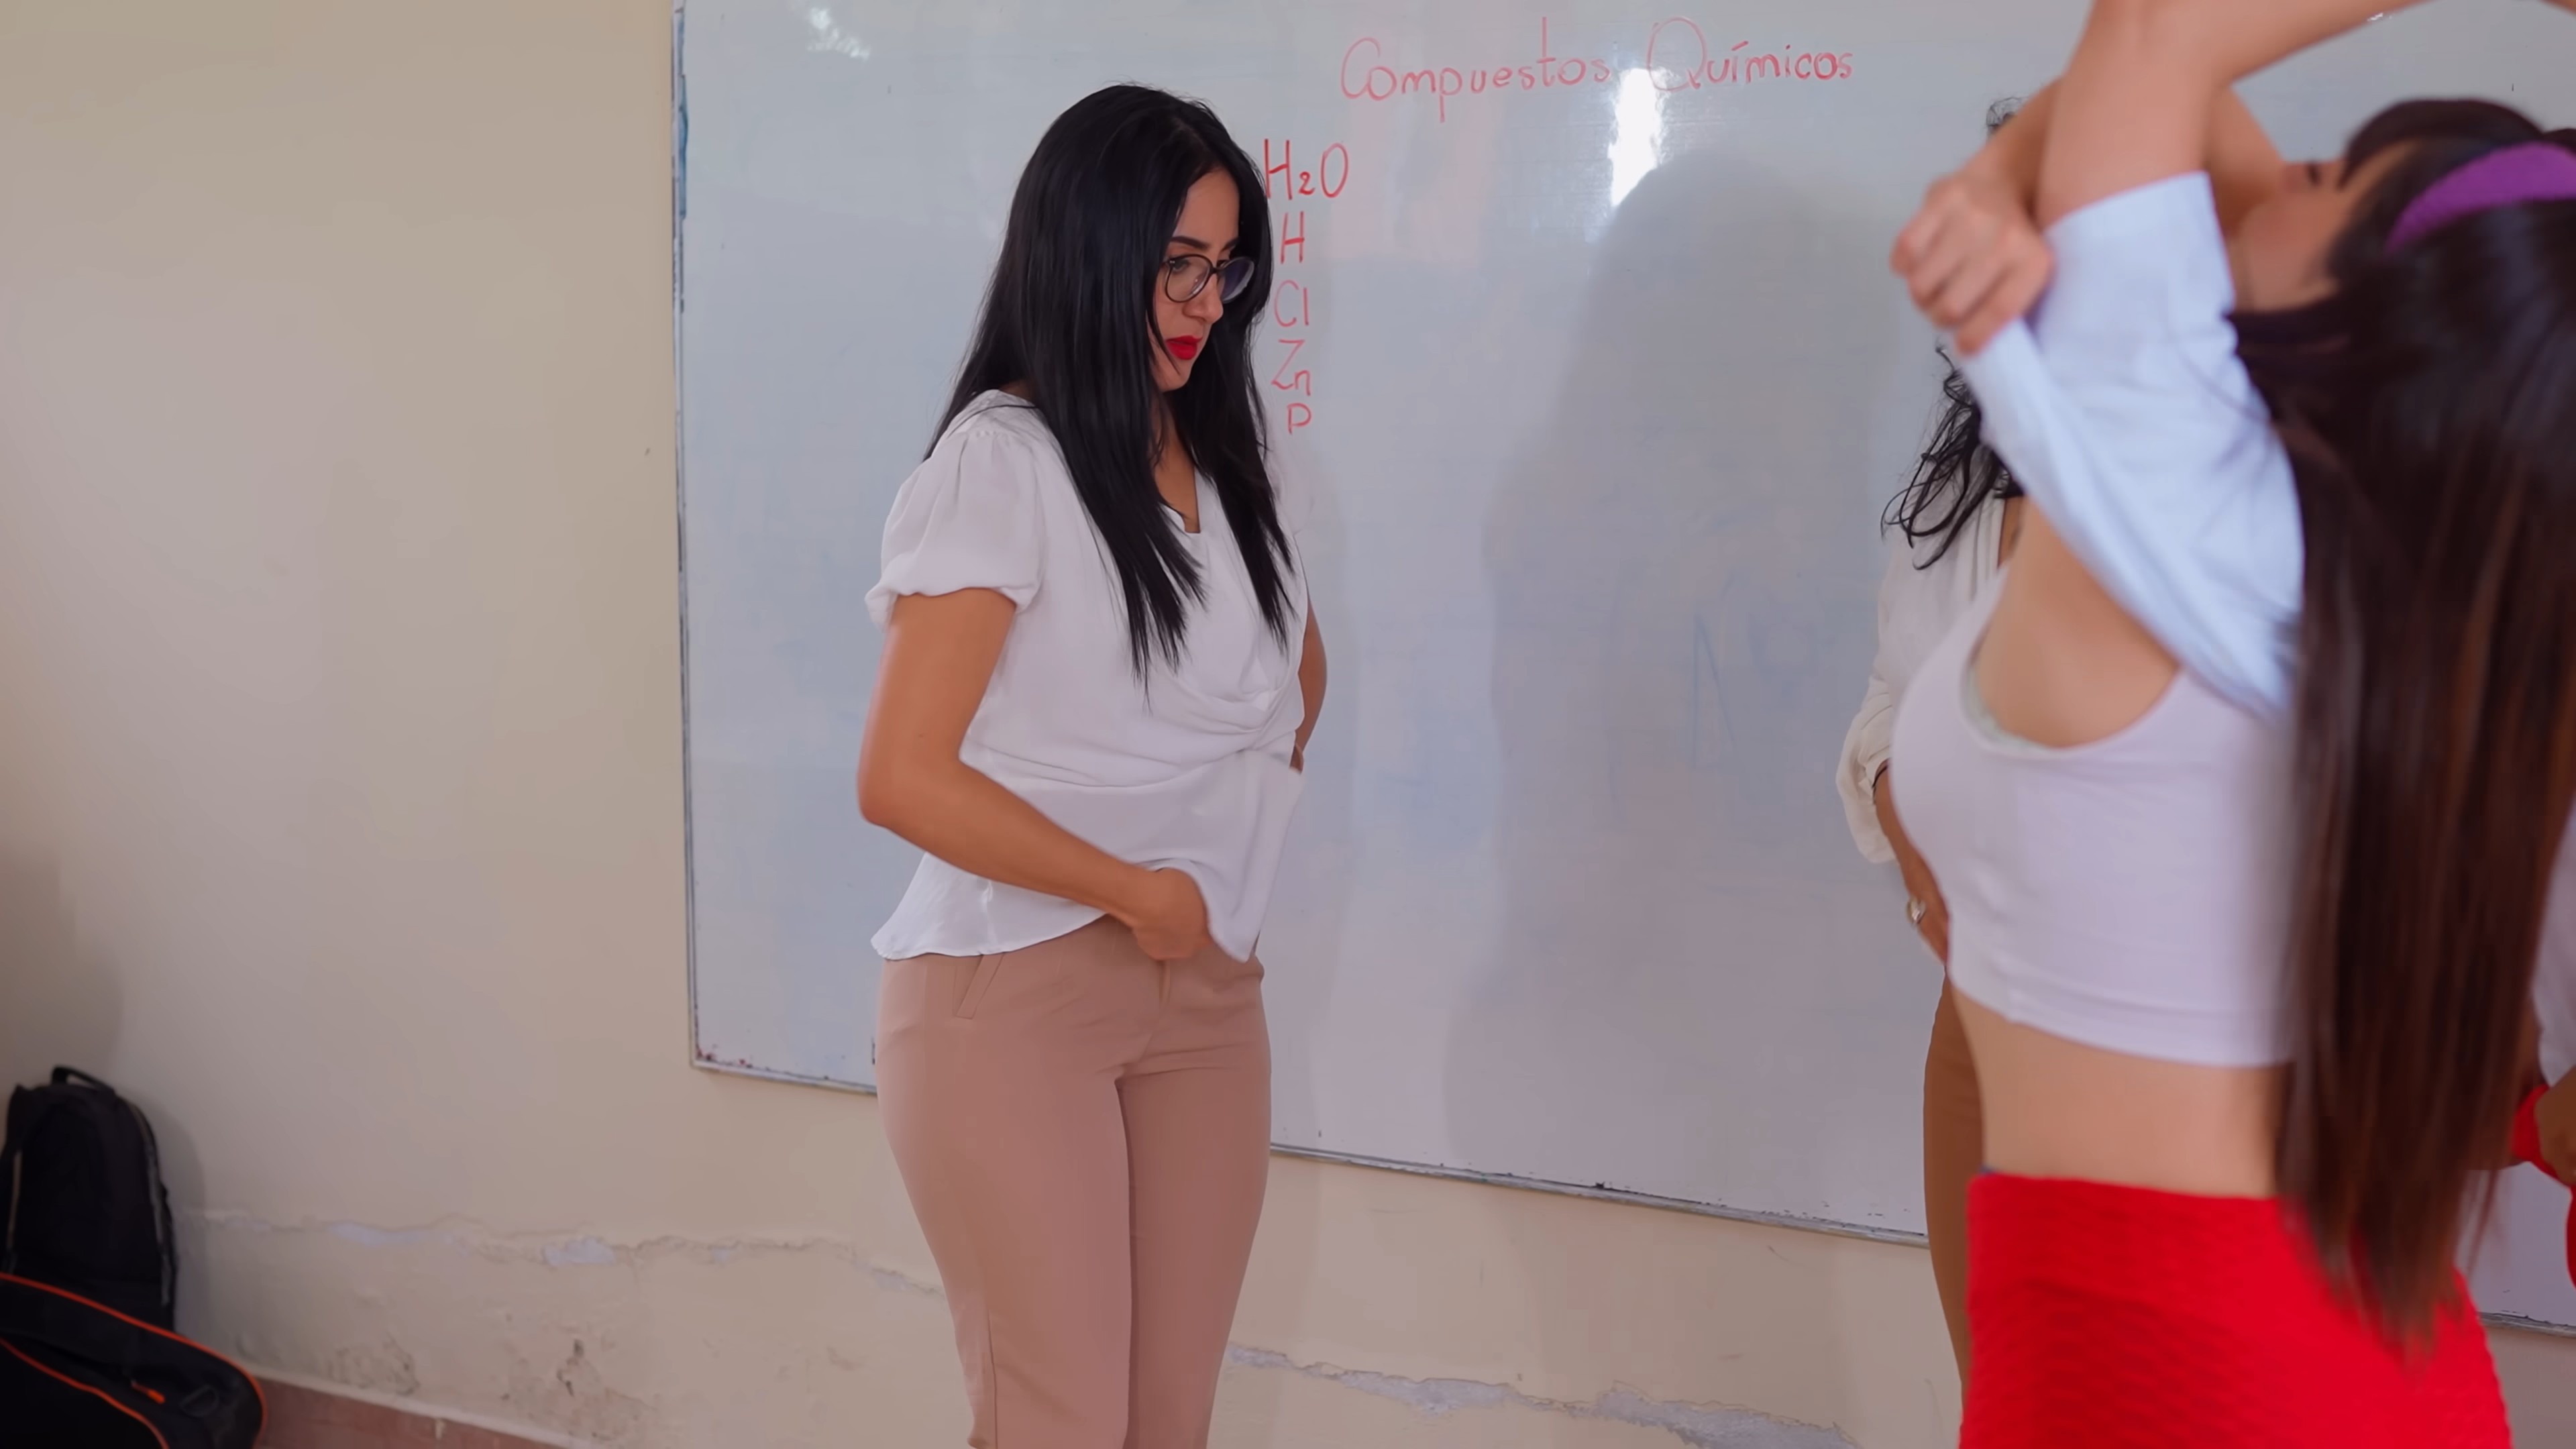 Compuestos Químicos
H₂O
H
Cl
Zn
P